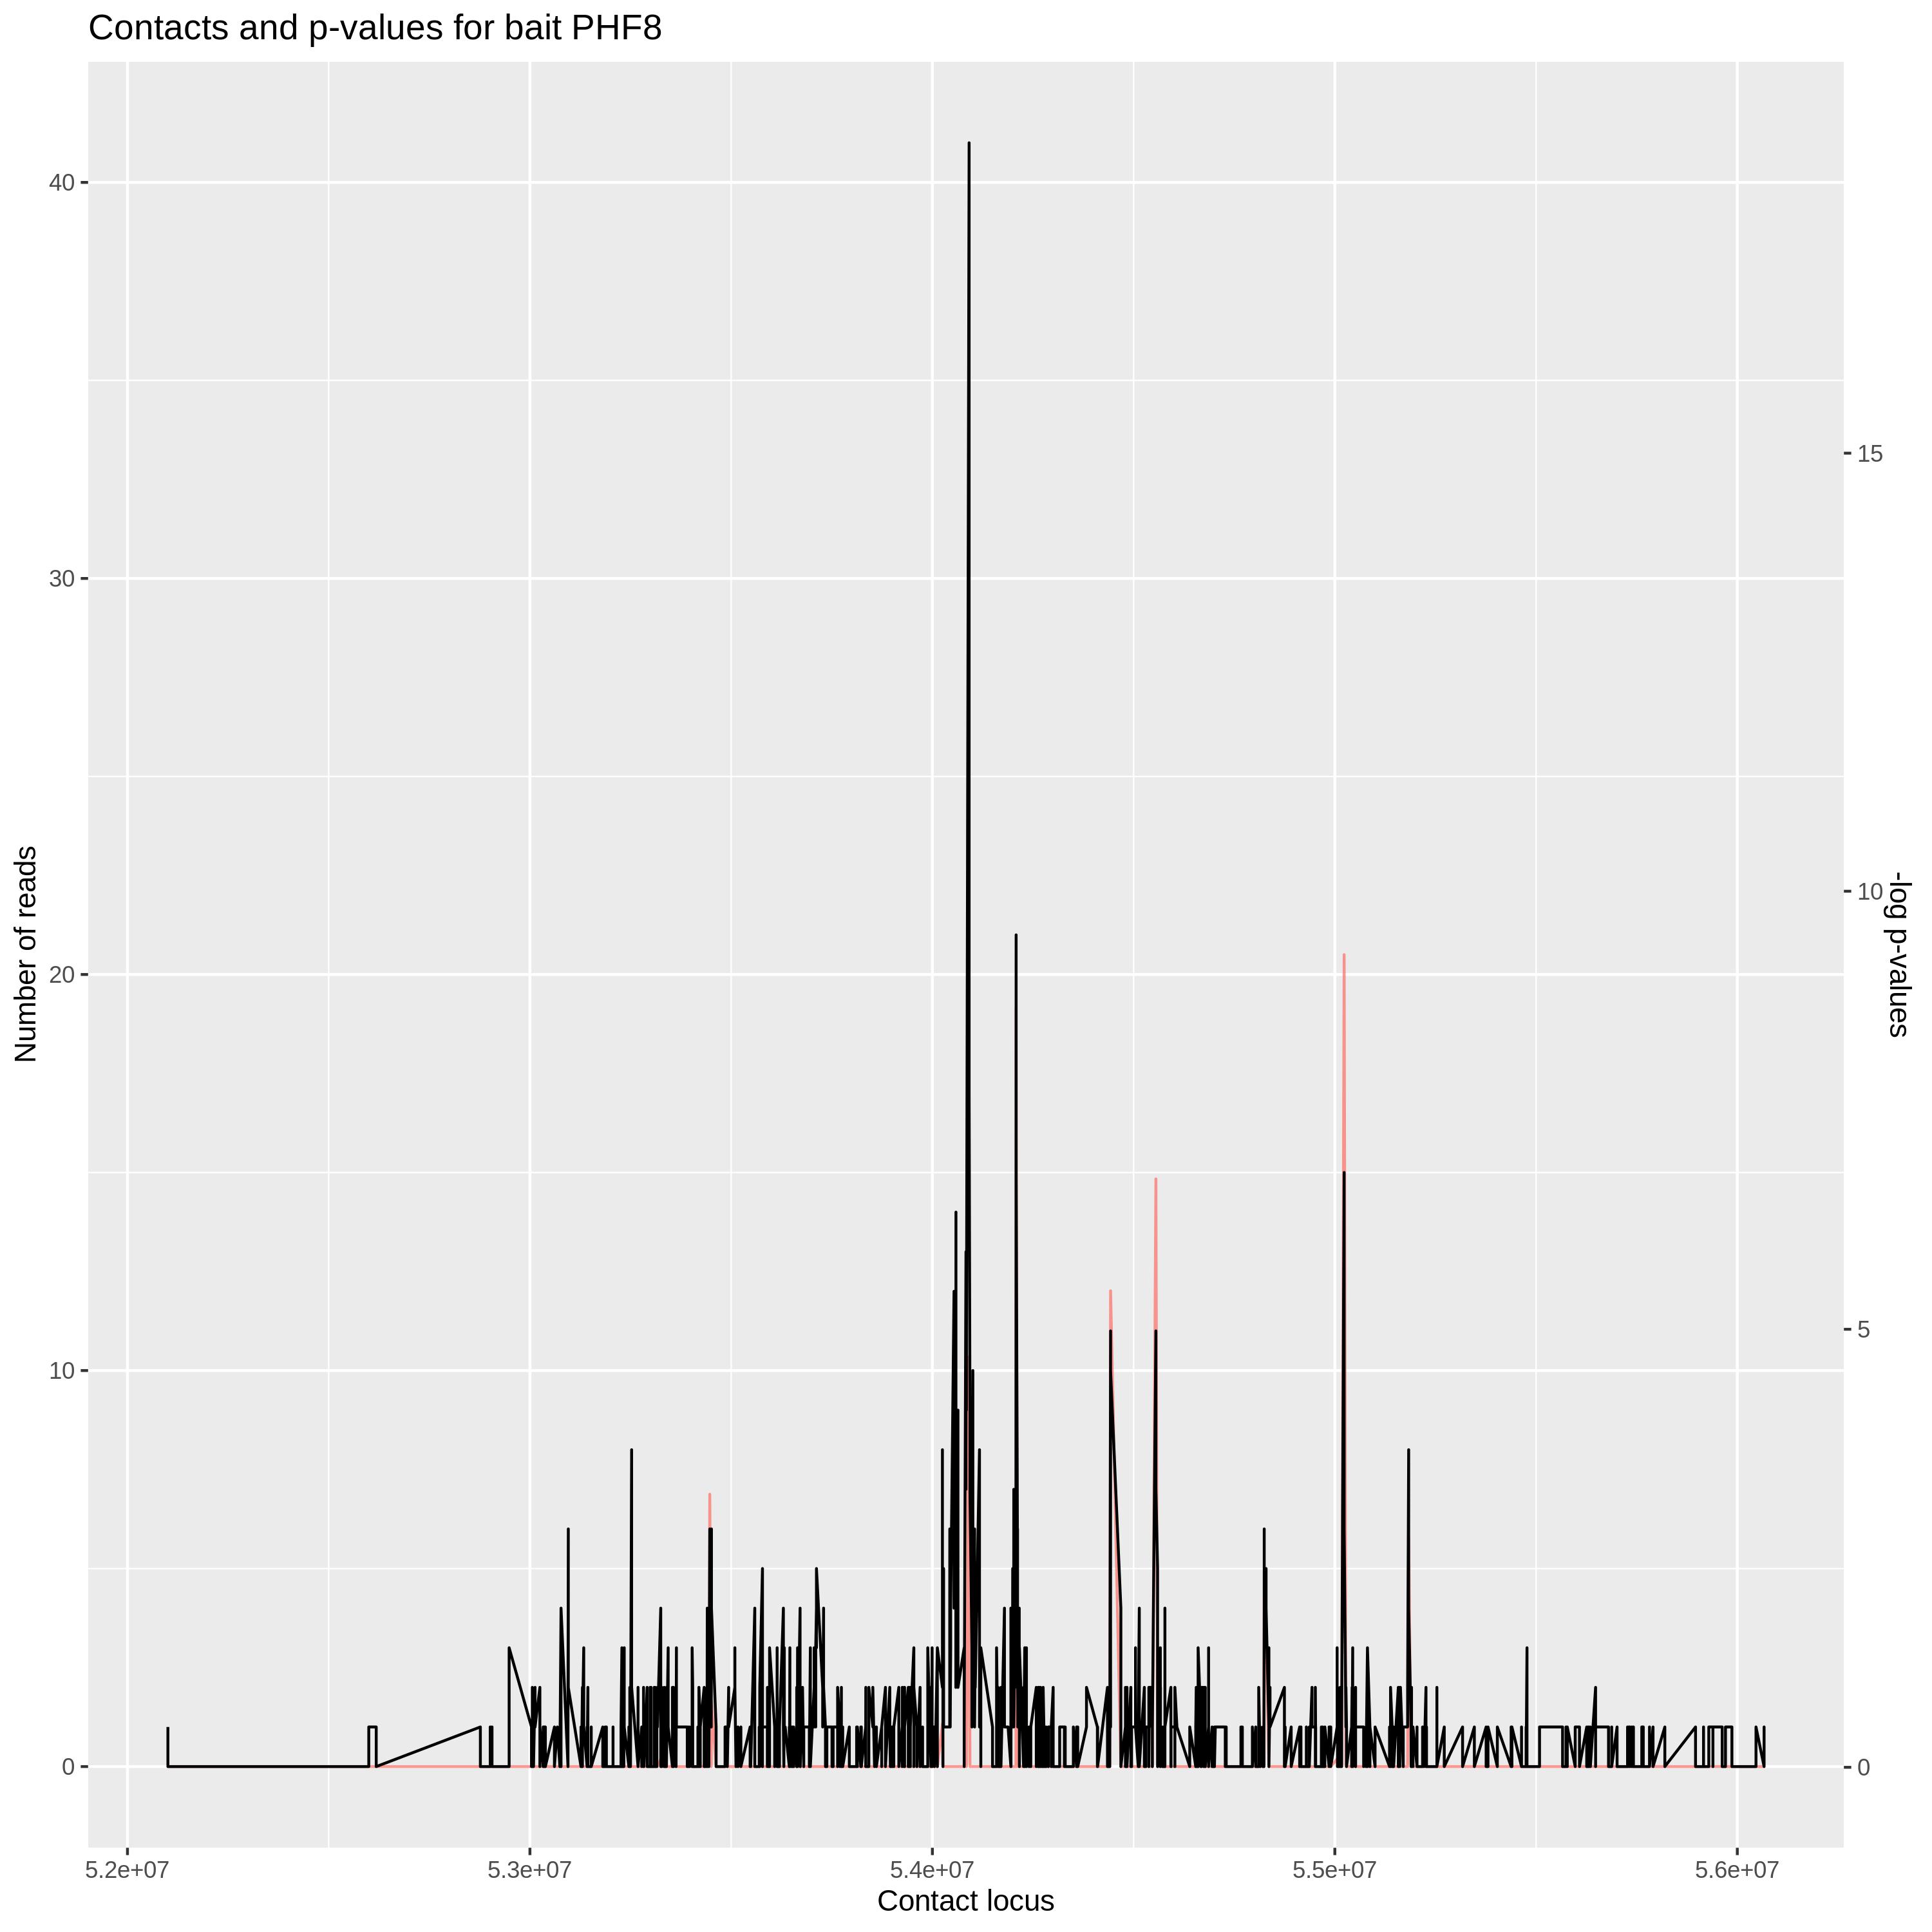 Contacts and p-values for bait PHF8
Number of reads
40
30
20
10
0
15
10
5
0
-log p-values
5.2e+07 5.3e+07 5.4e+07 5.5e+07 5.6e+07
Contact locus